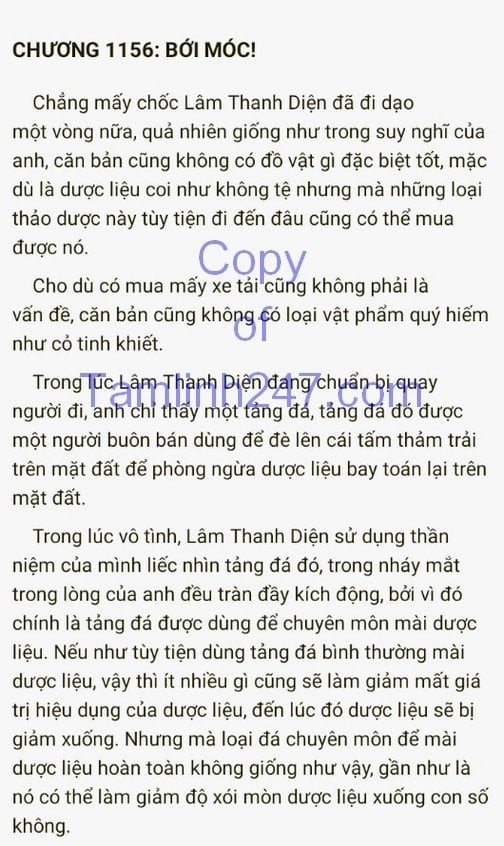 CHƯƠNG 1156: BỚI MÓC!
Chẳng mấy chốc Lâm Thanh Diện đã đi dạo
một vòng nữa, quả nhiên giống như trong suy nghĩ của
anh, căn bản cũng không có đồ vật gì đặc biệt tốt, mặc
dù là dược liệu coi như không tệ nhưng mà những loại
thảo dược này tùy tiện đi đến đâu cũng có thể mua
được nó.
Cho dù có mua mấy xe tải cũng không phải là
vấn đề, căn bản cũng không có loại vật phẩm quý hiếm
như cỏ tinh khiết.
Trong lúc Lâm Thanh Diện đang chuẩn bị quay
người đi, anh chỉ thấy một tảng đá, tảng đá đó được
một người buôn bán dùng để đè lên cái tấm thảm trải
trên mặt đất để phòng ngừa dược liệu bay toán lại trên
mặt đất.
Trong lúc vô tình, Lâm Thanh Diện sử dụng thần
niệm của mình liếc nhìn tảng đá đó, trong nháy mắt
trong lòng của anh đều tràn đầy kích động, bởi vì đó
chính là tảng đá được dùng để chuyên môn mài dược
liệu. Nếu như tùy tiện dùng tảng đá bình thường mài
dược liệu, vậy thì ít nhiều gì cũng sẽ làm giảm mất giá
trị hiệu dụng của dược liệu, đến lúc đó dược liệu sẽ bị
giảm xuống. Nhưng mà loại đá chuyên môn để mài
dược liệu hoàn toàn không giống như vậy, gần như là
nó có thể làm giảm độ xói mòn dược liệu xuống con số
không.
Copy
of
Tamlinh247.com